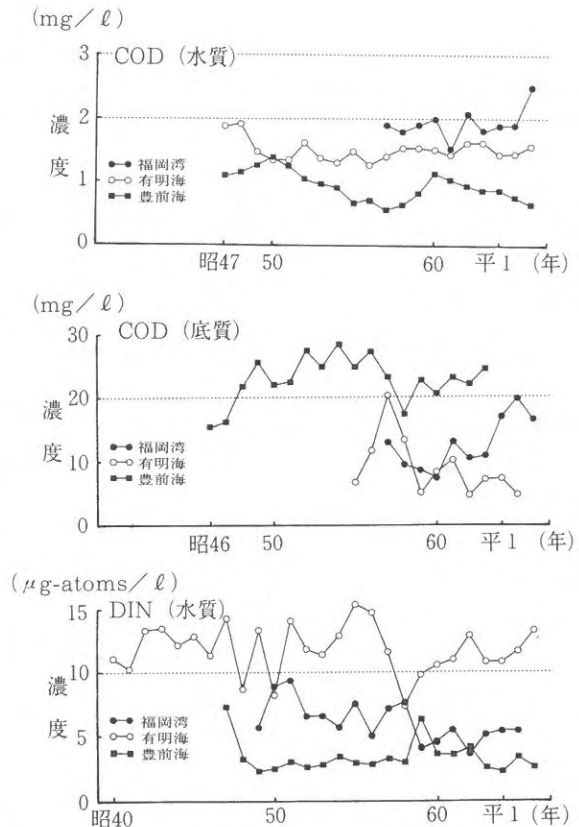 (mg/ℓ)
3
COD (水質)
2
濃
度
福岡湾
有明海
豊前海
1
0
昭47 50 60 平1 (年)
(mg/ℓ)
COD (底質)
30
20
濃
度
福岡湾
有明海
豊前海
10
0
昭46 50 60 平1 (年)
(μg-atoms/ℓ)
DIN (水質)
15
10
濃
度
福岡湾
有明海
豊前海
5
0
昭40 50 60 平1 (年)